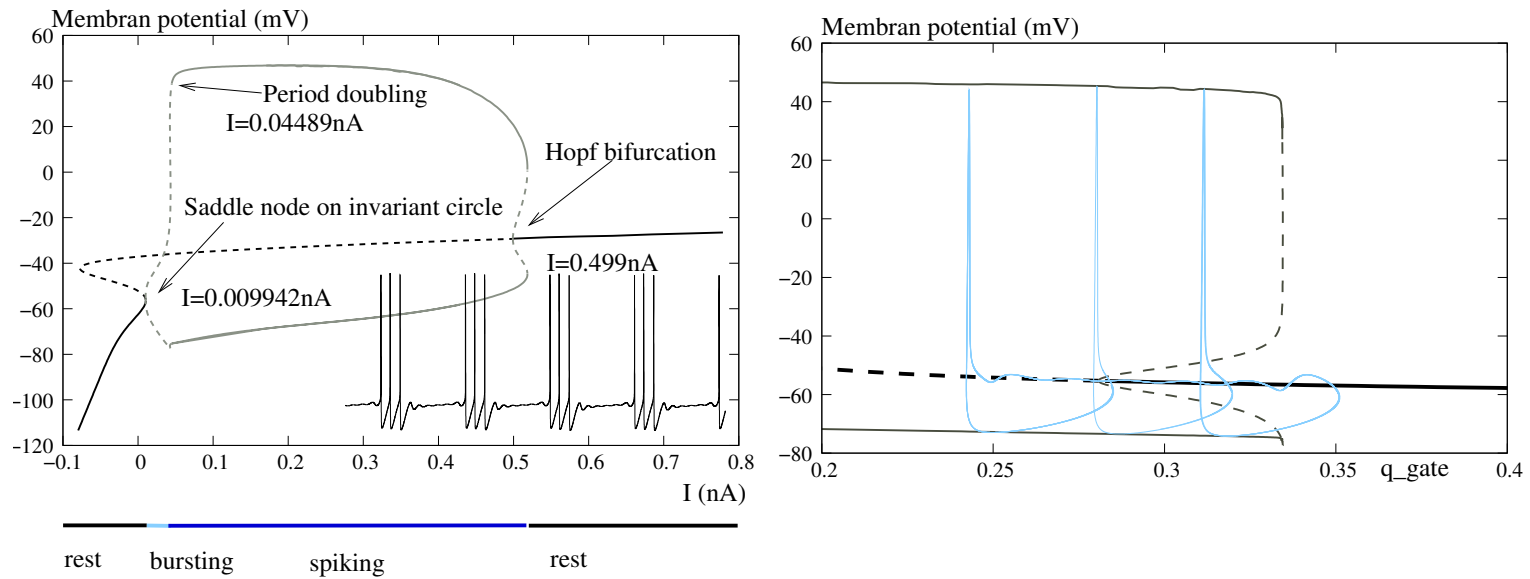 Membran potential (mV)
60
40
20
0
−20
−40
−60
−80
−100
−120
Period doubling
I=0.04489nA
Hopf bifurcation
Saddle node on invariant circle
I=0.499nA
I=0.009942nA
−0.1 0 0.1 0.2 0.3 0.4 0.5 0.6 0.7 0.8
I (nA)
rest bursting spiking rest
Membran potential (mV)
60
40
20
0
−20
−40
−60
−80
0.2 0.25 0.3 0.35 q_gate 0.4